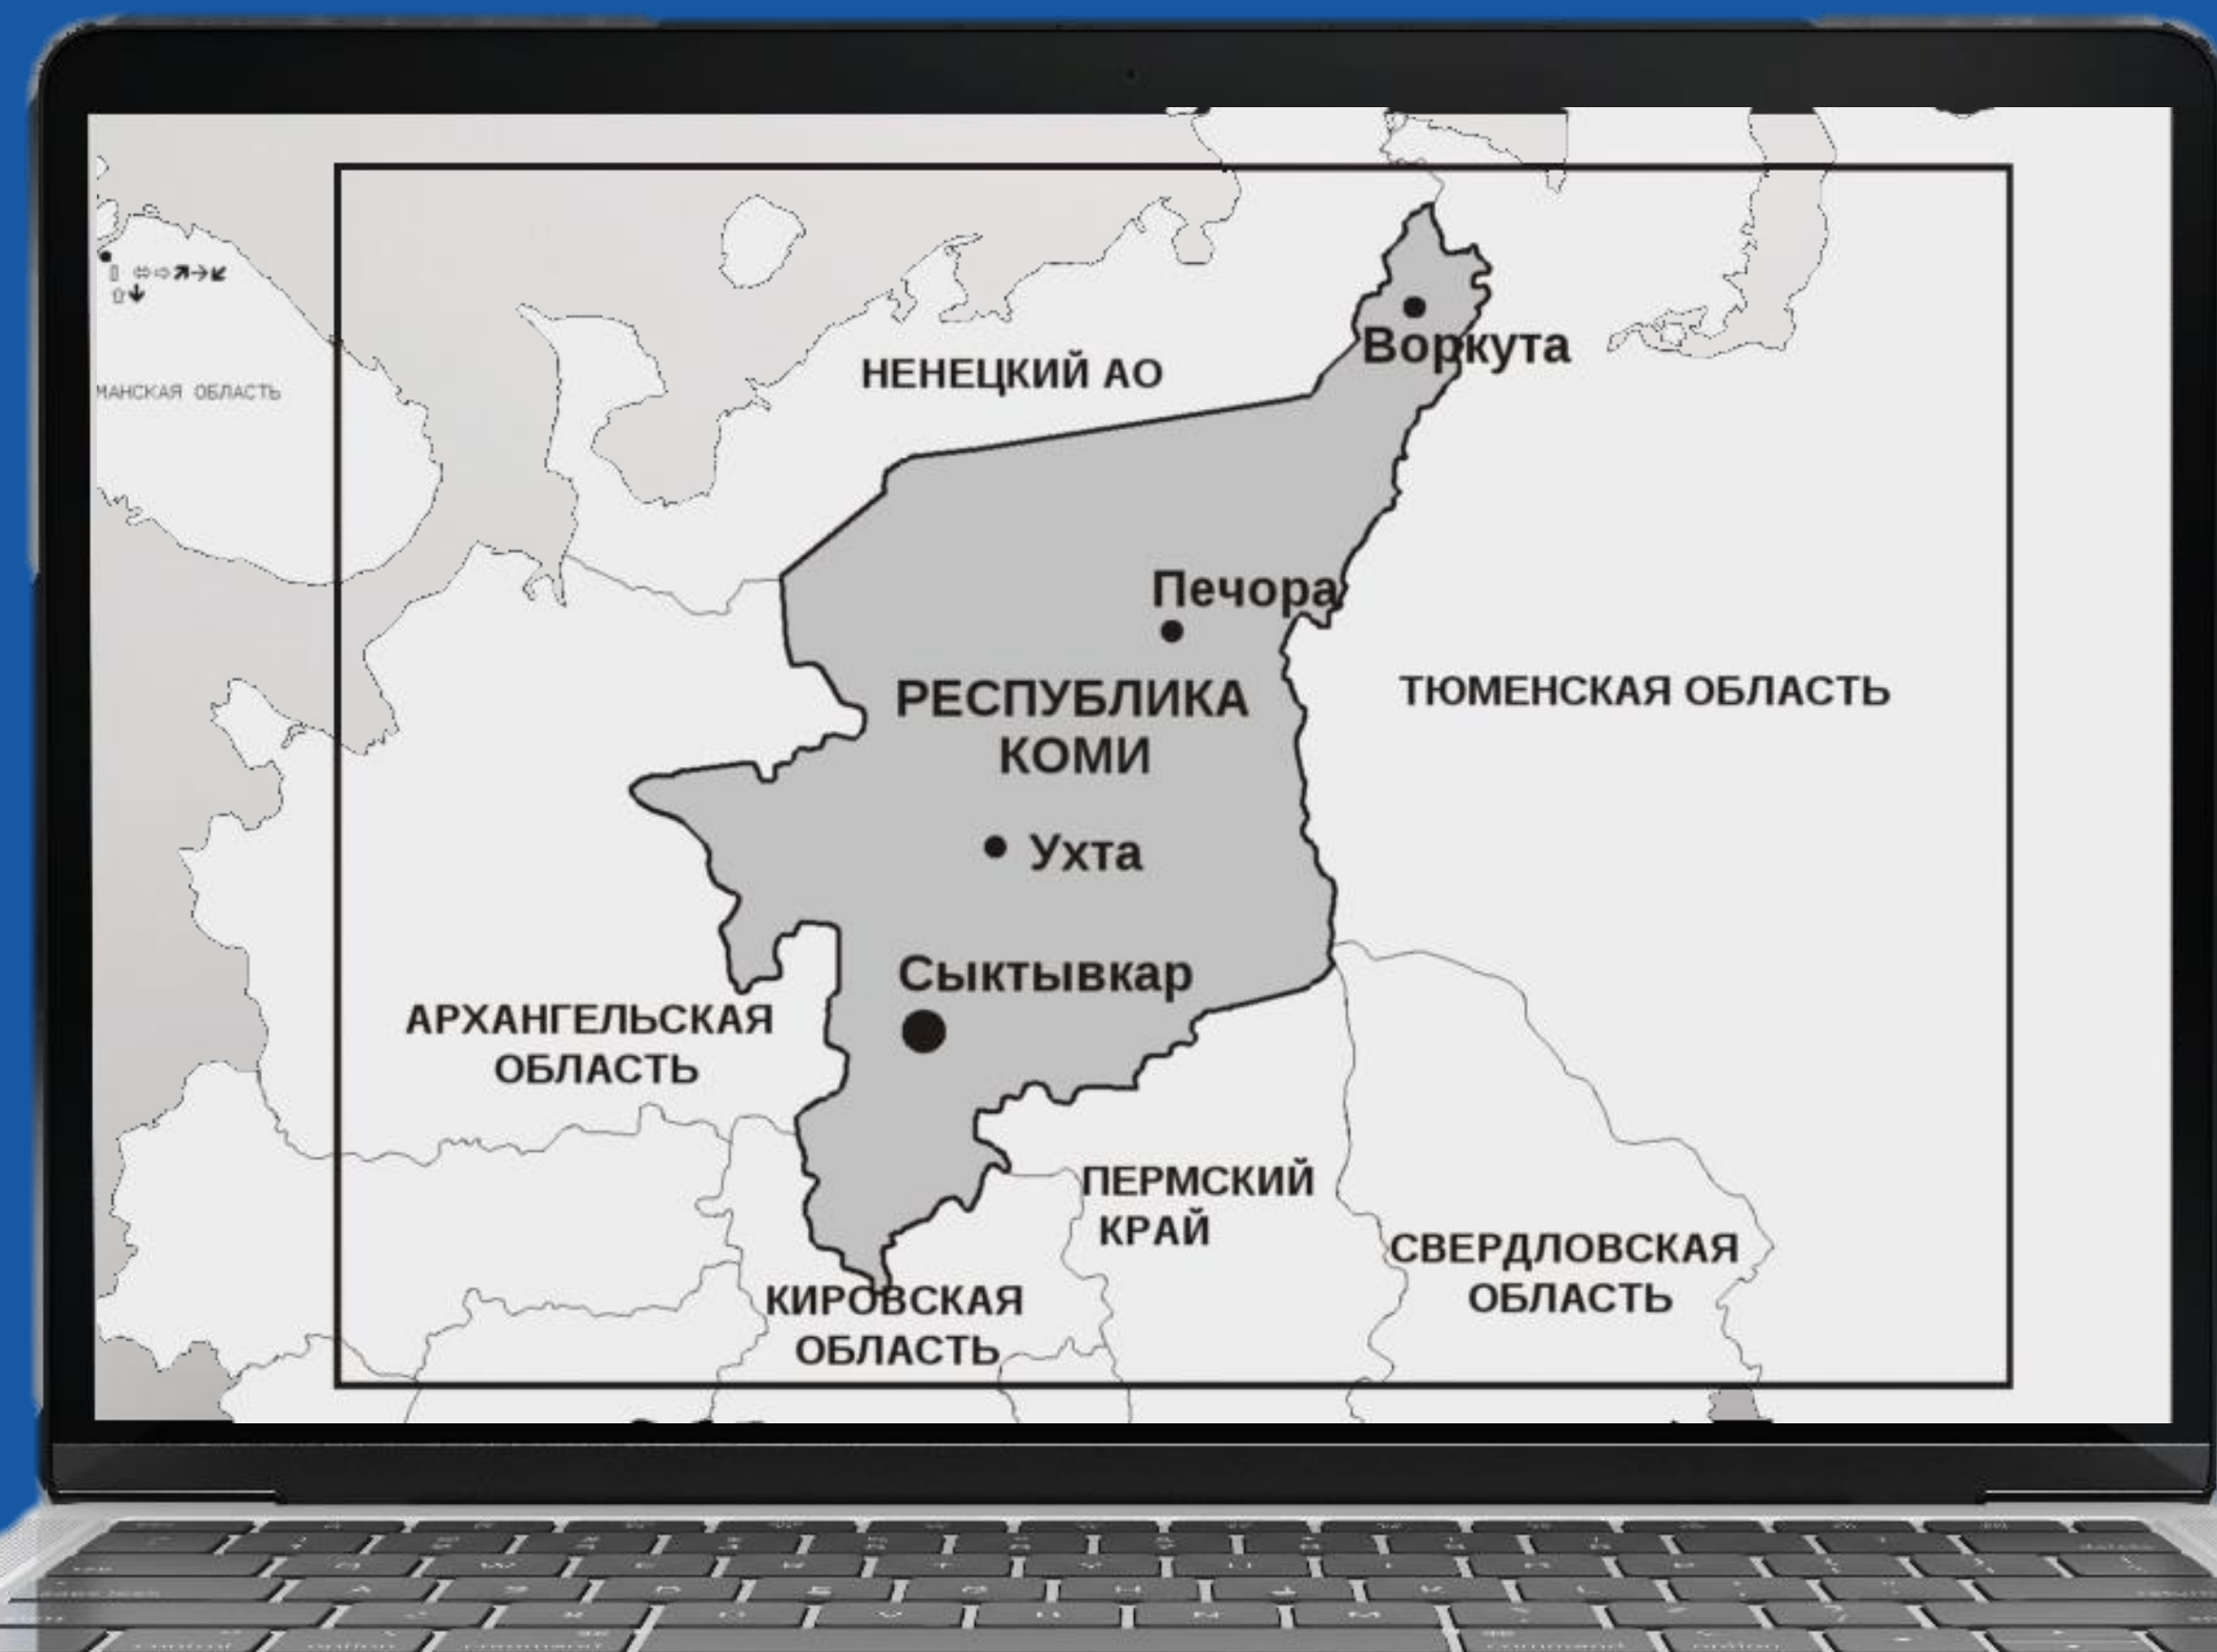 МАНСКАЯ ОБЛАСТЬ
НЕНЕЦКИЙ АО
Воркута
Печора
РЕСПУБЛИКА
КОМИ
ТЮМЕНСКАЯ ОБЛАСТЬ
Ухта
Сыктывкар
АРХАНГЕЛЬСКАЯ
ОБЛАСТЬ
ПЕРМСКИЙ
КРАЙ
СВЕРДЛОВСКАЯ
ОБЛАСТЬ
КИРОВСКАЯ
ОБЛАСТЬ